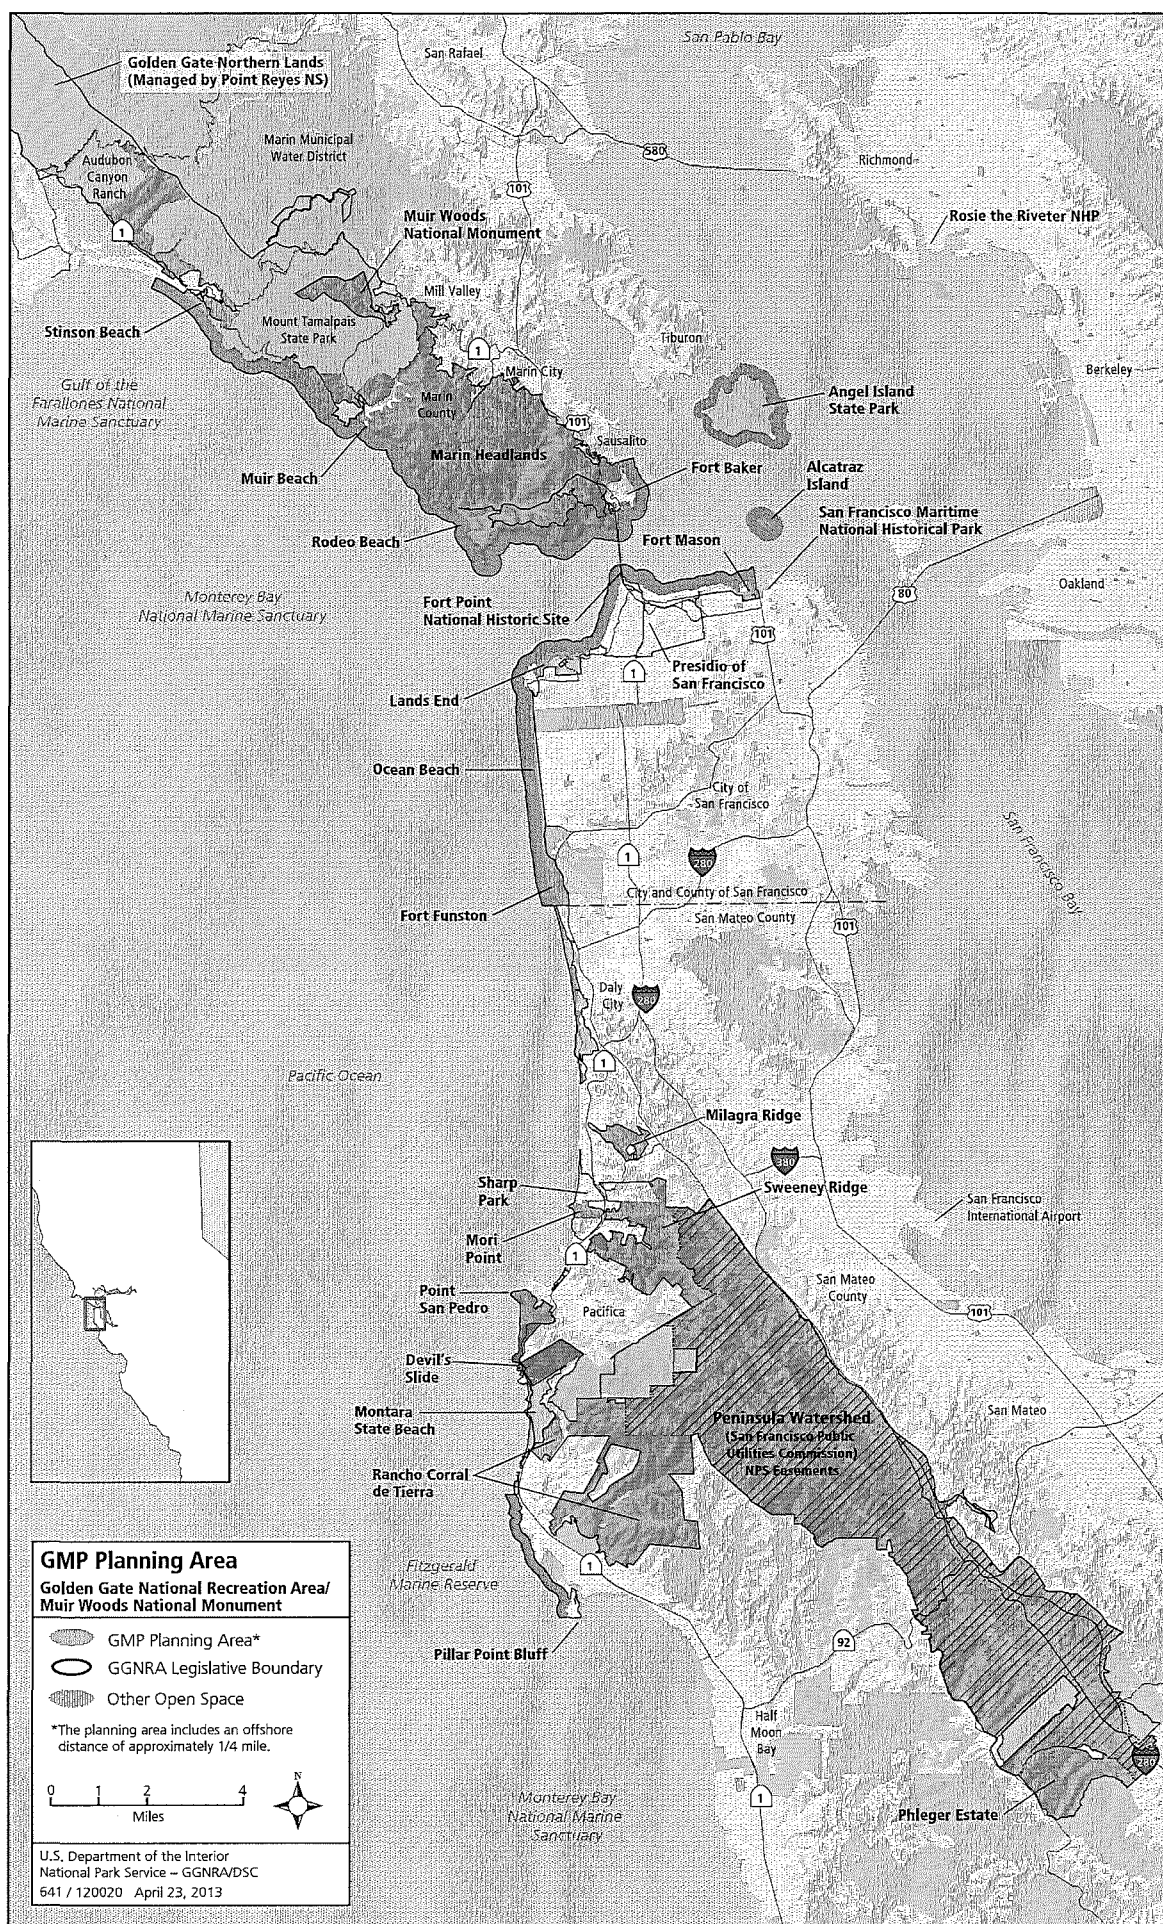 San Pablo Bay
San Rafael
Golden Gate Northern Lands
(Managed by Point Reyes NS)
Marin Municipal
Water District
580
Richmond
Audubon
Canyon
Ranch
101
Muir Woods
National Monument
Rosie the Riveter NHP
1
Mill Valley
Stinson Beach
Mount Tamalpais
State Park
Tiburon
1
Marin City
Berkeley
Gulf of the
Farallones National
Marine Sanctuary
Marin
County
Angel Island
State Park
101
Sausalito
Marin Headlands
Fort Baker
Alcatraz
Island
Muir Beach
San Francisco Maritime
National Historical Park
Rodeo Beach
Fort Mason
Oakland
80
Monterey Bay
National Marine Sanctuary
Fort Point
National Historic Site
101
1
Presidio of
San Francisco
Lands End
Ocean Beach
City of
San Francisco
San Francisco Bay
1
280
City and County of San Francisco
Fort Funston
San Mateo County
101
Daly
City
280
1
Pacific Ocean
Milagra Ridge
380
Sharp
Park
Sweeney Ridge
San Francisco
International Airport
Mori
Point
1
San Mateo
County
Point
San Pedro
Pacifica
101
Devil's
Slide
Montara
State Beach
Peninsula Watershed
(San Francisco Public
Utilities Commission)
NPS Easements
San Mateo
Rancho Corral
de Tierra
1
Fitzgerald
Marine Reserve
Pillar Point Bluff
92
Half
Moon
Bay
280
1
Monterey Bay
National Marine
Sanctuary
Phleger Estate
GMP Planning Area
Golden Gate National Recreation Area/
Muir Woods National Monument
GMP Planning Area*
GGNRA Legislative Boundary
Other Open Space
*The planning area includes an offshore
distance of approximately 1/4 mile.
N
0 1 2 4
Miles
U.S. Department of the Interior
National Park Service – GGNRA/DSC
641 / 120020 April 23, 2013